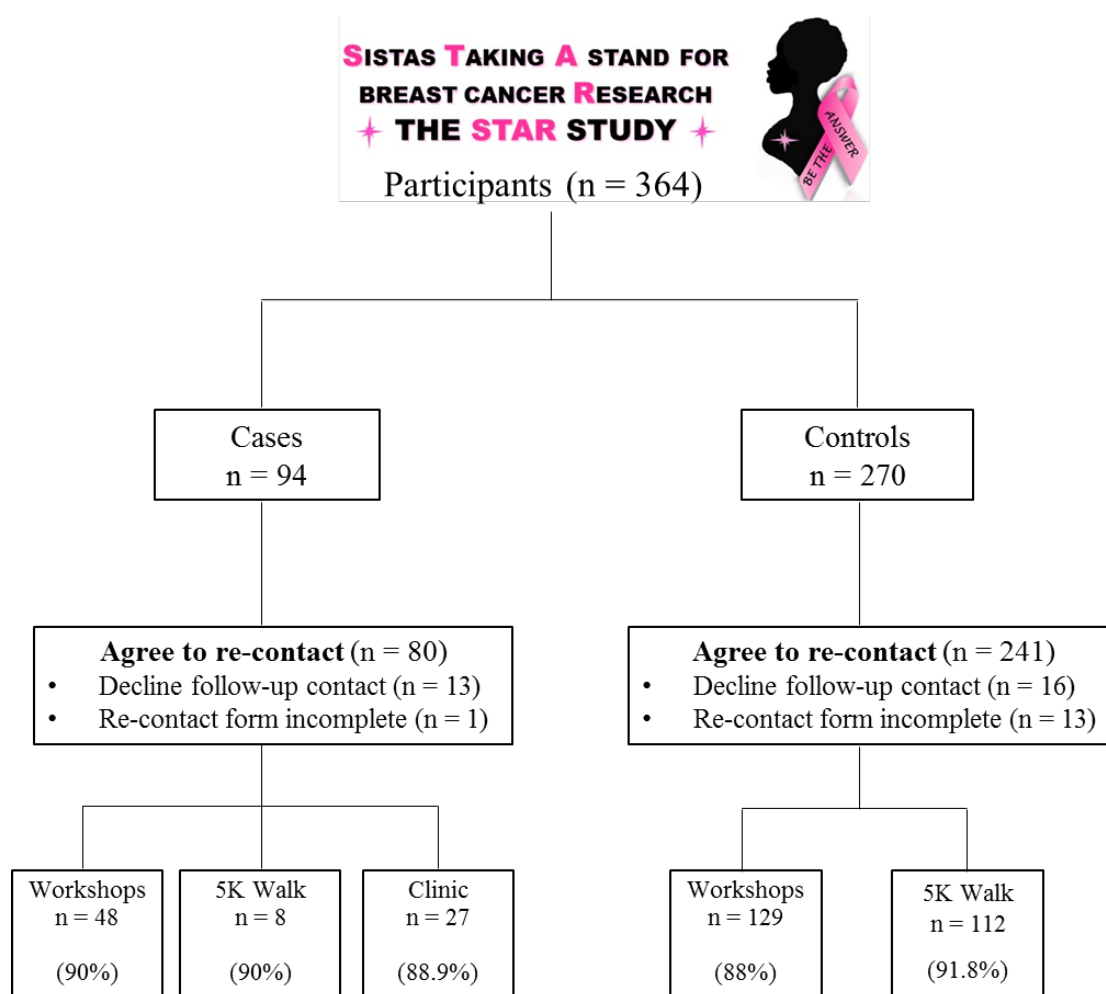 SISTAS TAKING A STAND FOR
BREAST CANCER RESEARCH
THE STAR STUDY
BE THE ANSWER
Participants (n = 364)
Cases
n = 94
Controls
n = 270
Agree to re-contact (n = 80)
• Decline follow-up contact (n = 13)
• Re-contact form incomplete (n = 1)
Agree to re-contact (n = 241)
• Decline follow-up contact (n = 16)
• Re-contact form incomplete (n = 13)
Workshops
n = 48
(90%)
5K Walk
n = 8
(90%)
Clinic
n = 27
(88.9%)
Workshops
n = 129
(88%)
5K Walk
n = 112
(91.8%)